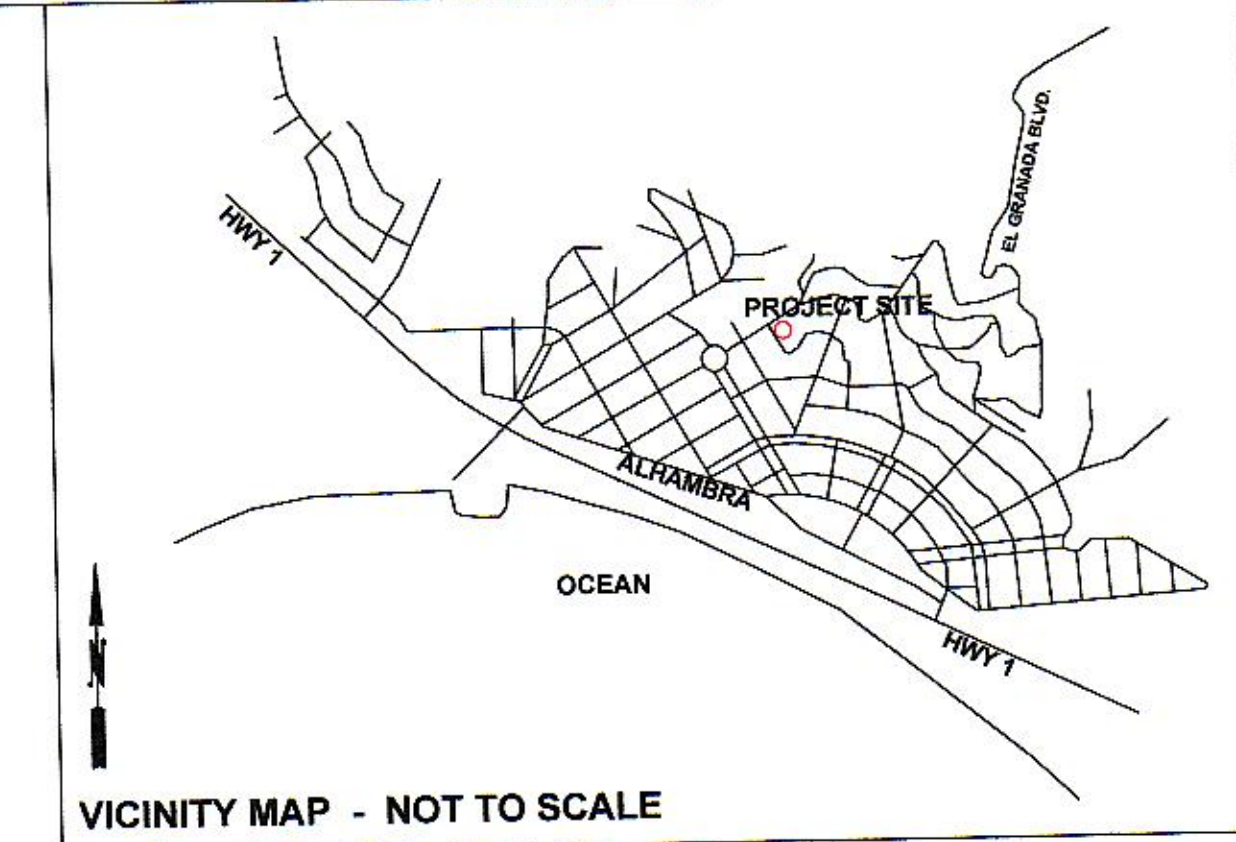 EL GRANADA BLVD.
HWY 1
PROJECT SITE
ALHAMBRA
OCEAN
HWY 1
N
VICINITY MAP - NOT TO SCALE